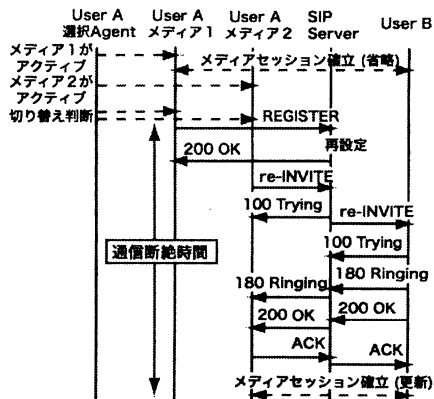 User A
選択Agent
User A
メディア1
User A
メディア2
SIP
Server
User B
メディア1が
アクティブ
メディアセッション確立 (省略)
メディア2が
アクティブ
切り替え判断
REGISTER
再設定
200 OK
re-INVITE
100 Trying
re-INVITE
100 Trying
通信断絶時間
180 Ringing
180 Ringing
200 OK
200 OK
ACK
ACK
メディアセッション確立 (更新)